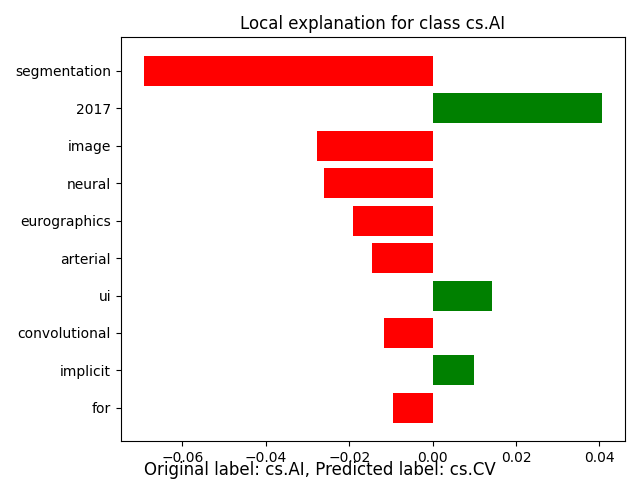 Local explanation for class cs.AI
segmentation
2017
image
neural
eurographics
arterial
ui
convolutional
implicit
for
−0.06 −0.04 −0.02 0.00 0.02 0.04
Original label: cs.AI, Predicted label: cs.CV